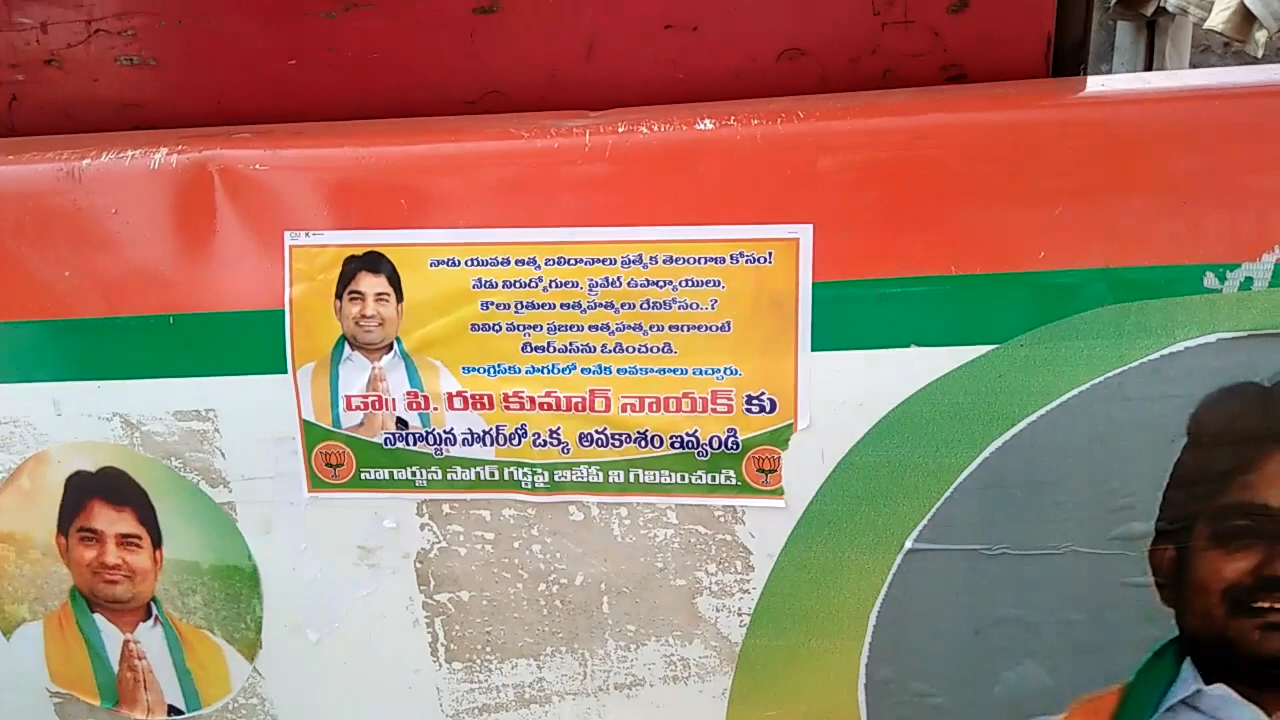 CM K
నాడు యువత ఆత్మ బలిదానాలు ప్రత్యేక తెలంగాణ కోసం!
నేడు నిరుద్యోగులు, ప్రైవేట్ ఉపాధ్యాయులు,
కౌలు రైతులు ఆత్మహత్యలు దేనికోసం..?
వివిధ వర్గాల ప్రజలు ఆత్మహత్యలు ఆగాలంటే
టిఆర్ఎస్‌ను ఓడించండి.
కాంగ్రెస్‌కు సాగర్‌లో అనేక అవకాశాలు ఇచ్చారు.
డా|| పి. రవి కుమార్ నాయక్ కు
నాగార్జున సాగర్‌లో ఒక్క అవకాశం ఇవ్వండి
నాగార్జున సాగర్ గడ్డపై బిజేపీ ని గెలిపించండి.